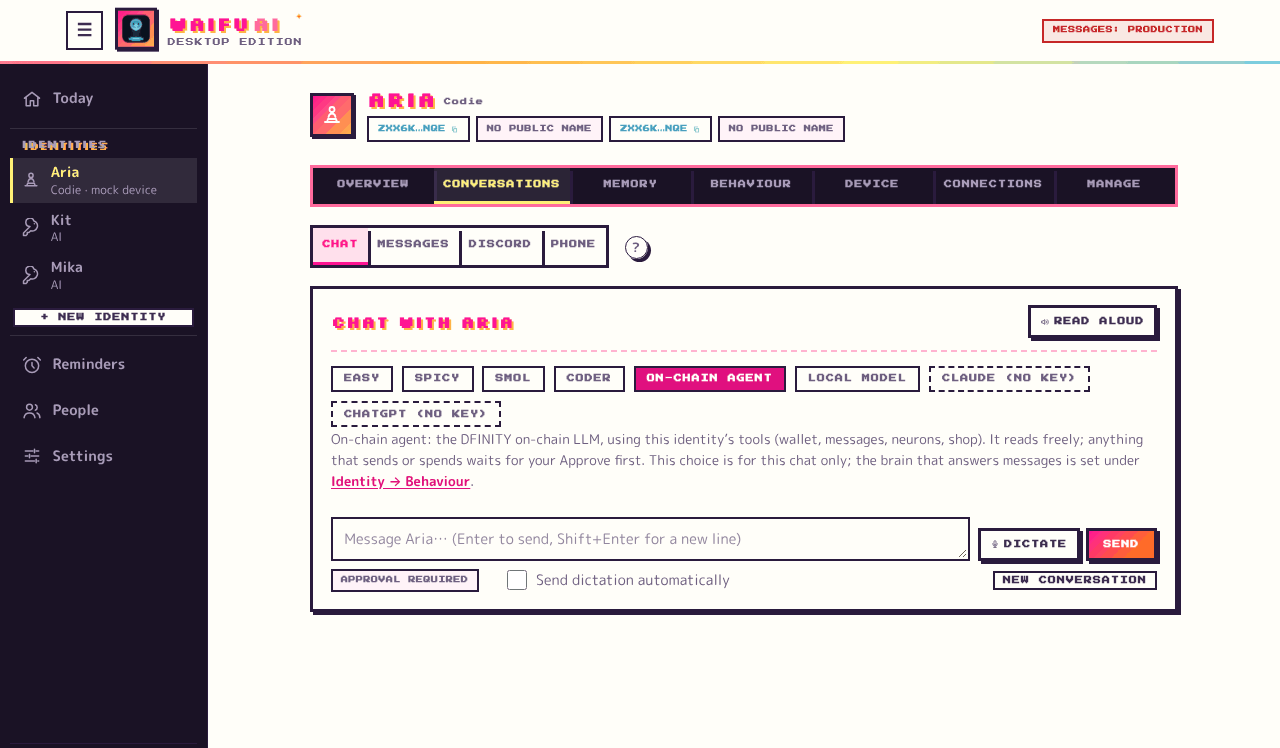 ☰
WAIFU AI
DESKTOP EDITION
MESSAGES: PRODUCTION
Today
IDENTITIES
Aria
Codie · mock device
Kit
AI
Mika
AI
+ NEW IDENTITY
Reminders
People
Settings
ARIA Codie
ZXX6K…NQE NO PUBLIC NAME ZXX6K…NQE NO PUBLIC NAME
OVERVIEW CONVERSATIONS MEMORY BEHAVIOUR DEVICE CONNECTIONS MANAGE
CHAT MESSAGES DISCORD PHONE ?
CHAT WITH ARIA
READ ALOUD
EASY SPICY SMOL CODER ON-CHAIN AGENT LOCAL MODEL CLAUDE (NO KEY)
CHATGPT (NO KEY)
On-chain agent: the DFINITY on-chain LLM, using this identity's tools (wallet, messages, neurons, shop). It reads freely; anything
that sends or spends waits for your Approve first. This choice is for this chat only; the brain that answers messages is set under
Identity → Behaviour.
Message Aria… (Enter to send, Shift+Enter for a new line)
DICTATE SEND
APPROVAL REQUIRED Send dictation automatically NEW CONVERSATION